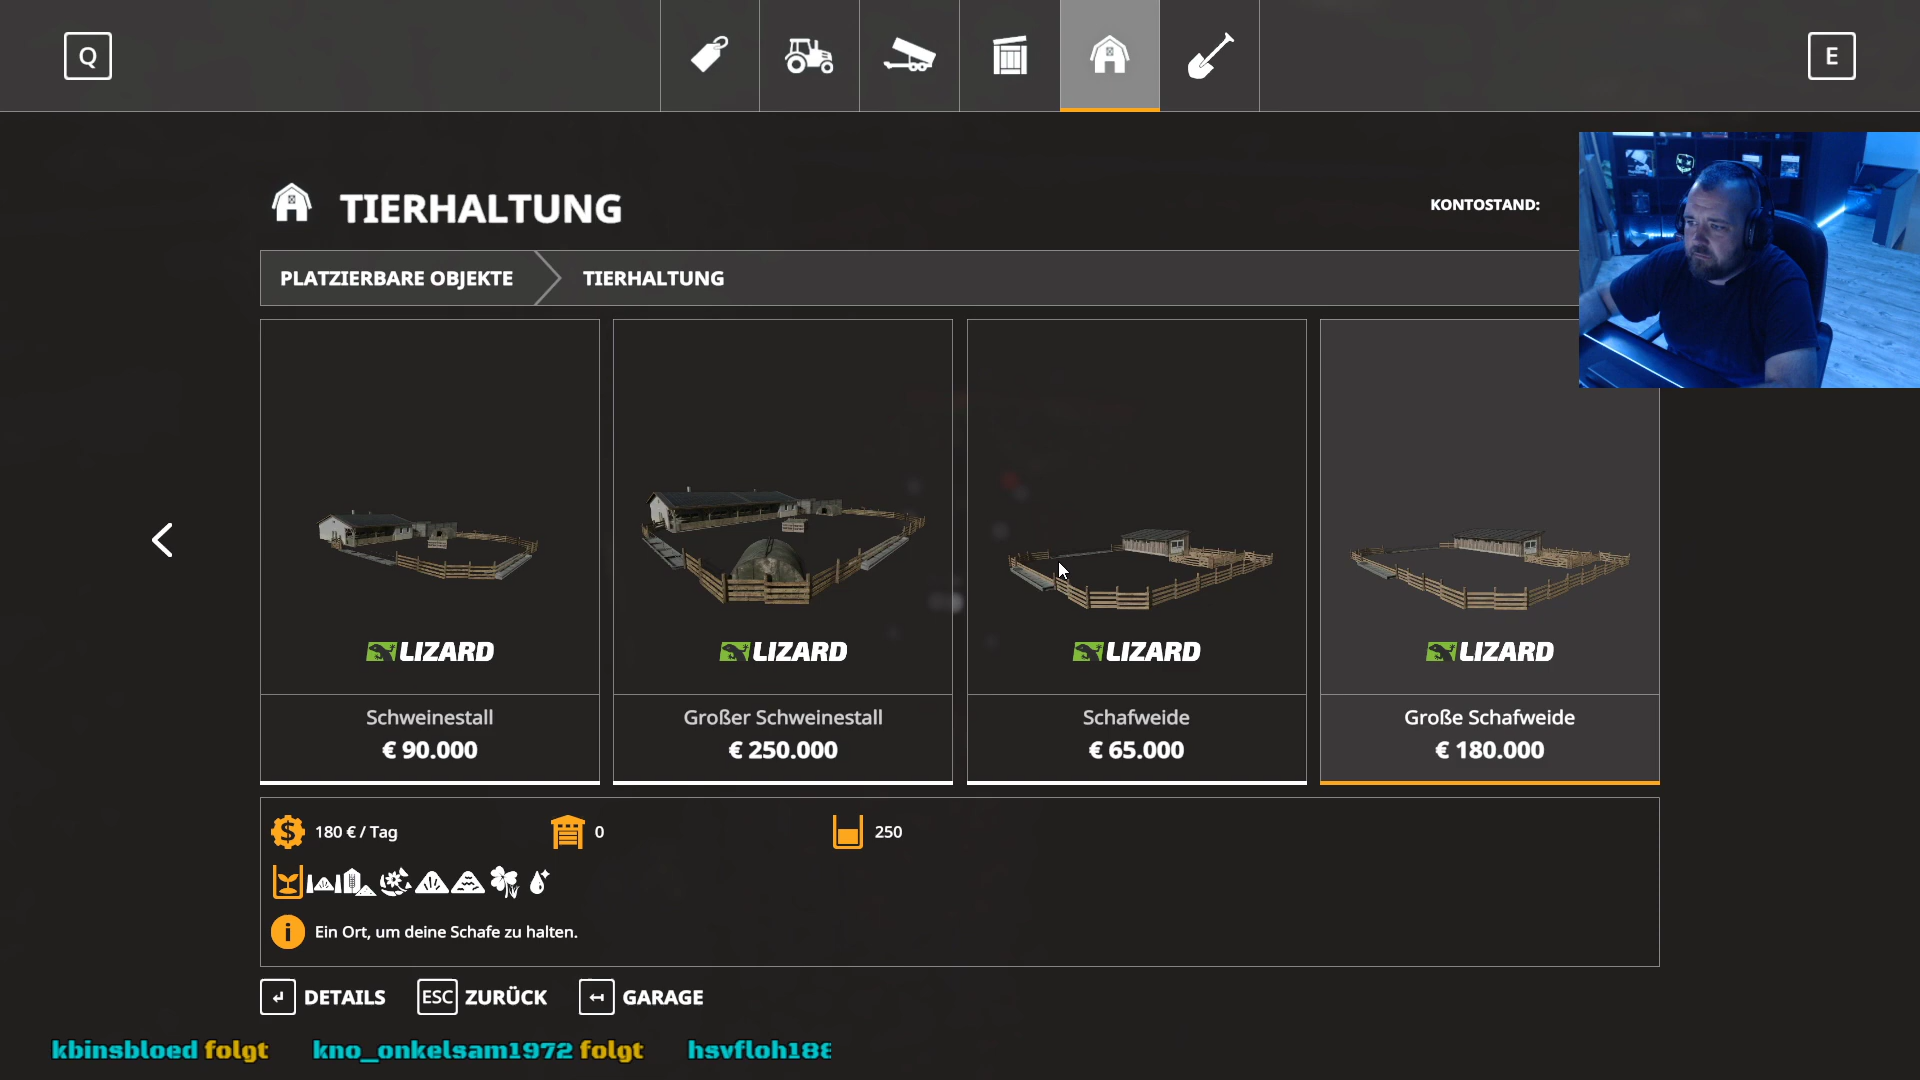 Q
E
TIERHALTUNG
KONTOSTAND:
PLATZIERBARE OBJEKTE
TIERHALTUNG
LIZARD
LIZARD
LIZARD
LIZARD
Schweinestall
€ 90.000
Großer Schweinestall
€ 250.000
Schafweide
€ 65.000
Große Schafweide
€ 180.000
180 € / Tag
0
250
Ein Ort, um deine Schafe zu halten.
DETAILS
ESC ZURÜCK
GARAGE
kbinsbloed folgt kno_onkelsam1972 folgt hsvfloh188